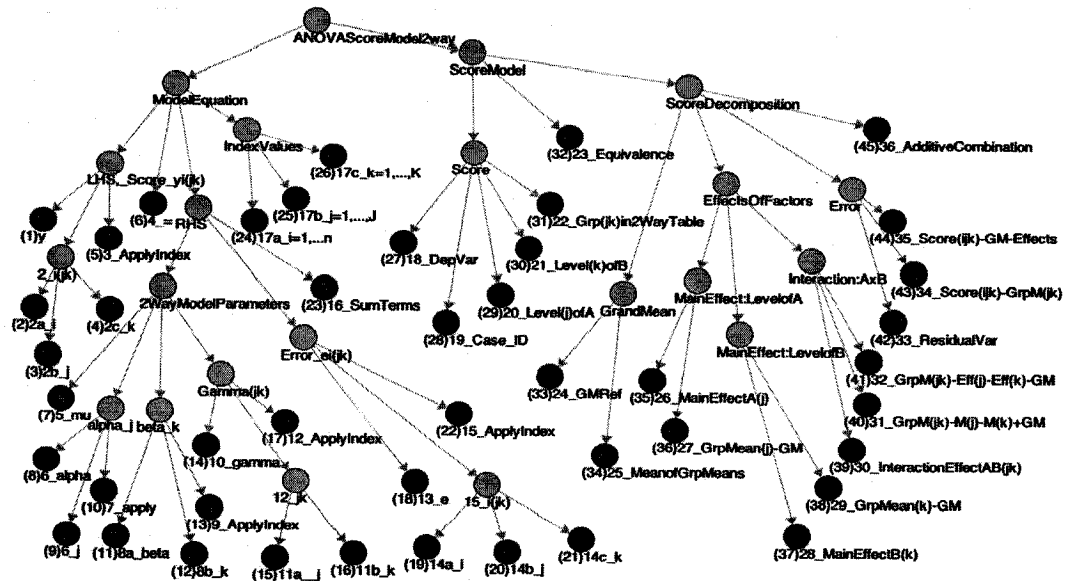 ANOVAScoreModel2way
ScoreModel
ModelEquation
ScoreDecomposition
IndexValues
(45)36_AdditiveCombination
(32)23_Equivalence
LHS,_Score_yi(jk)
Score
(26)17c_k=1,...,K
EffectsOfFactors
Error
(6)4_=
RHS
(25)17b_j=1,...,J
(31)22_Grp(jk)in2WayTable
(1)y
(24)17a_i=1,...n
(44)35_Score(ijk)-GM-Effects
(5)3_ApplyIndex
(27)18_DepVar
(30)21_Level(k)ofB
2_i(jk)
Interaction:AxB
(43)34_Score(ijk)-GrpM(jk)
2WayModelParameters
(23)16_SumTerms
(29)20_Level(j)ofA
GrandMean
MainEffect:LevelofA
(2)2a_i
(4)2c_k
(28)19_Case_ID
(42)33_ResidualVar
Error_ei(jk)
MainEffect:LevelofB
(3)2b_j
(41)32_GrpM(jk)-Eff(j)-Eff(k)-GM
Gamma(jk)
(33)24_GMRef
(35)26_MainEffectA(j)
(7)5_mu
(40)31_GrpM(jk)-M(j)-M(k)+GM
alpha_j
beta_k
(17)12_ApplyIndex
(22)15_ApplyIndex
(36)27_GrpMean(j)-GM
(14)10_gamma
(39)30_InteractionEffectAB(jk)
(8)6_alpha
(34)25_MeanofGrpMeans
12_jk
(18)13_e
15_i(jk)
(10)7_apply
(38)29_GrpMean(k)-GM
(13)9_ApplyIndex
(9)6_j
(11)8a_beta
(37)28_MainEffectB(k)
(21)14c_k
(12)8b_k
(15)11a_j
(16)11b_k
(19)14a_i
(20)14b_j